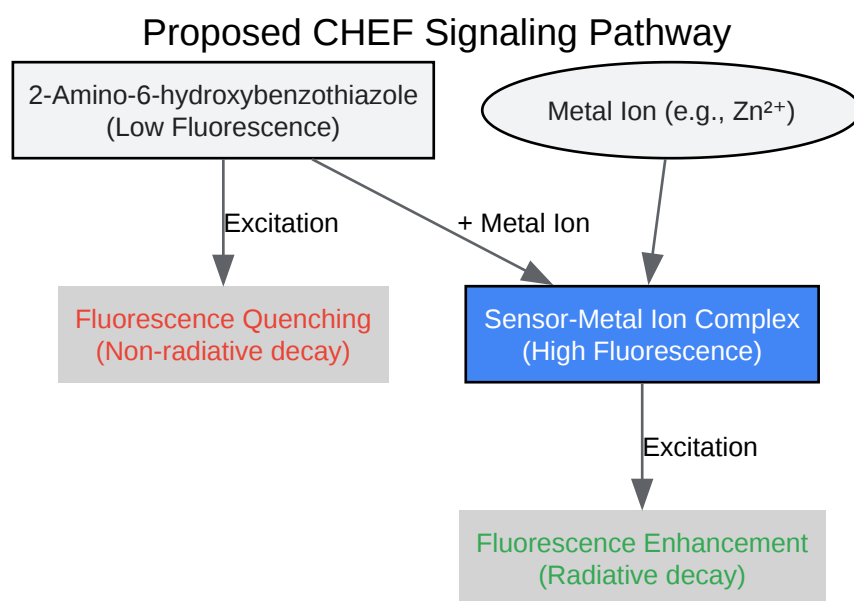 Proposed CHEF Signaling Pathway
2-Amino-6-hydroxybenzothiazole
(Low Fluorescence)
Metal Ion (e.g., Zn²⁺)
Excitation
+ Metal Ion
Fluorescence Quenching
(Non-radiative decay)
Sensor-Metal Ion Complex
(High Fluorescence)
Excitation
Fluorescence Enhancement
(Radiative decay)